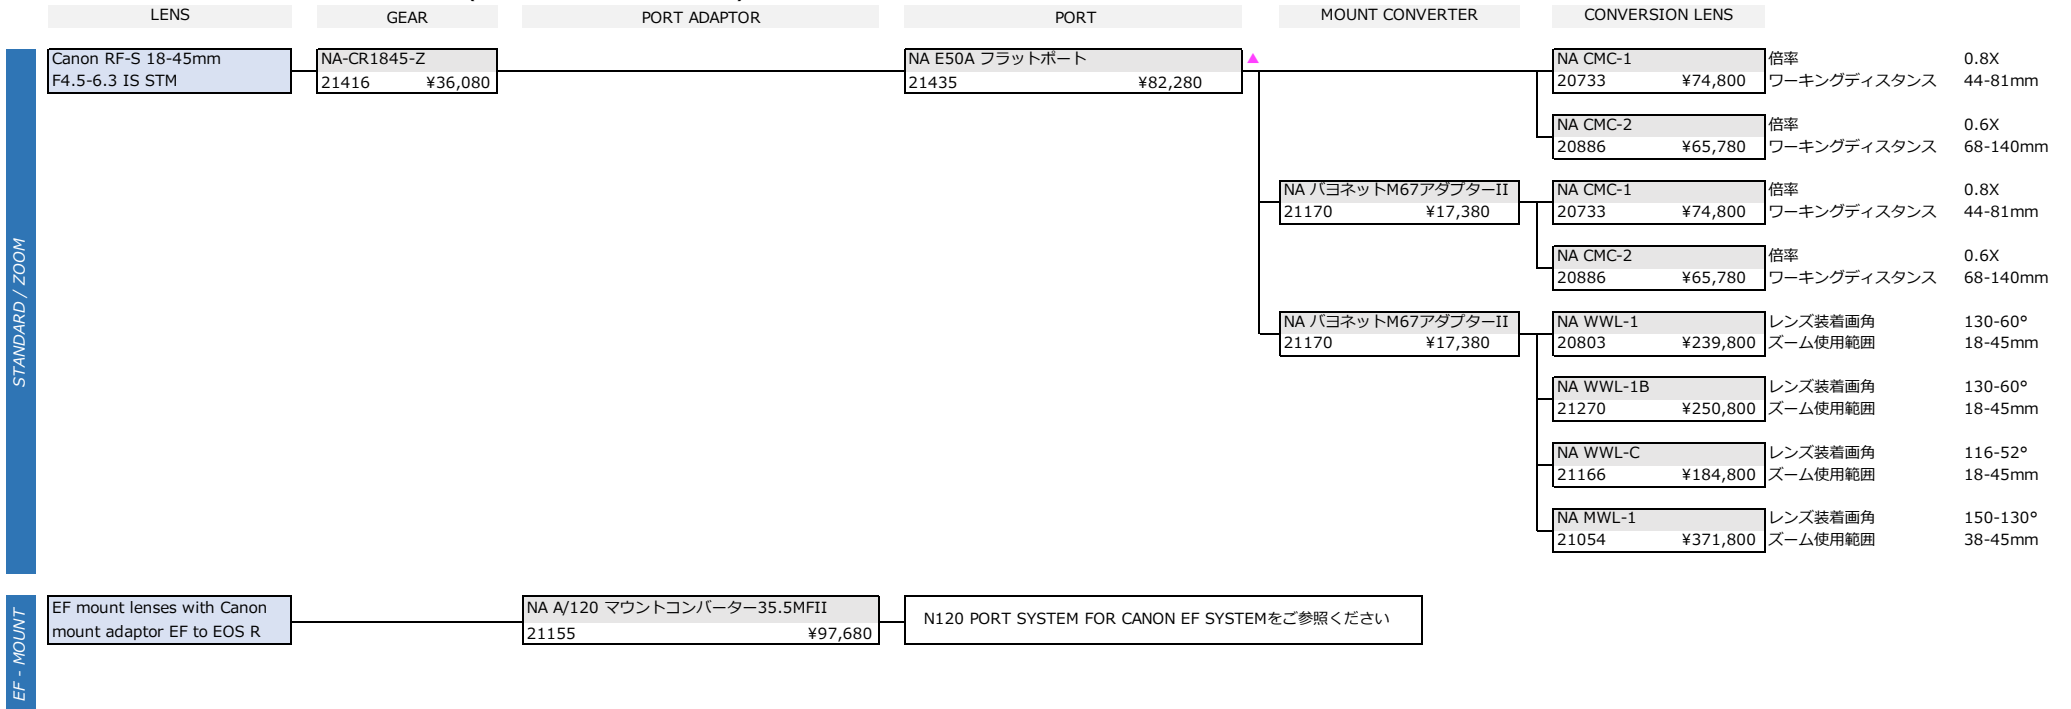 LENS GEAR PORT ADAPTOR PORT MOUNT CONVERTER CONVERSION LENS
STANDARD / ZOOM
Canon RF-S 18-45mm
F4.5-6.3 IS STM
NA-CR1845-Z
21416 ¥36,080
NA E50A フラットポート
21435 ¥82,280
▲
NA CMC-1 倍率 0.8X
20733 ¥74,800 ワーキングディスタンス 44-81mm
NA CMC-2 倍率 0.6X
20886 ¥65,780 ワーキングディスタンス 68-140mm
NA バヨネットM67アダプターII
21170 ¥17,380
NA CMC-1 倍率 0.8X
20733 ¥74,800 ワーキングディスタンス 44-81mm
NA CMC-2 倍率 0.6X
20886 ¥65,780 ワーキングディスタンス 68-140mm
NA バヨネットM67アダプターII
21170 ¥17,380
NA WWL-1 レンズ装着画角 130-60°
20803 ¥239,800 ズーム使用範囲 18-45mm
NA WWL-1B レンズ装着画角 130-60°
21270 ¥250,800 ズーム使用範囲 18-45mm
NA WWL-C レンズ装着画角 116-52°
21166 ¥184,800 ズーム使用範囲 18-45mm
NA MWL-1 レンズ装着画角 150-130°
21054 ¥371,800 ズーム使用範囲 38-45mm
EF - MOUNT
EF mount lenses with Canon
mount adaptor EF to EOS R
NA A/120 マウントコンバーター35.5MFII
21155 ¥97,680
N120 PORT SYSTEM FOR CANON EF SYSTEMをご参照ください